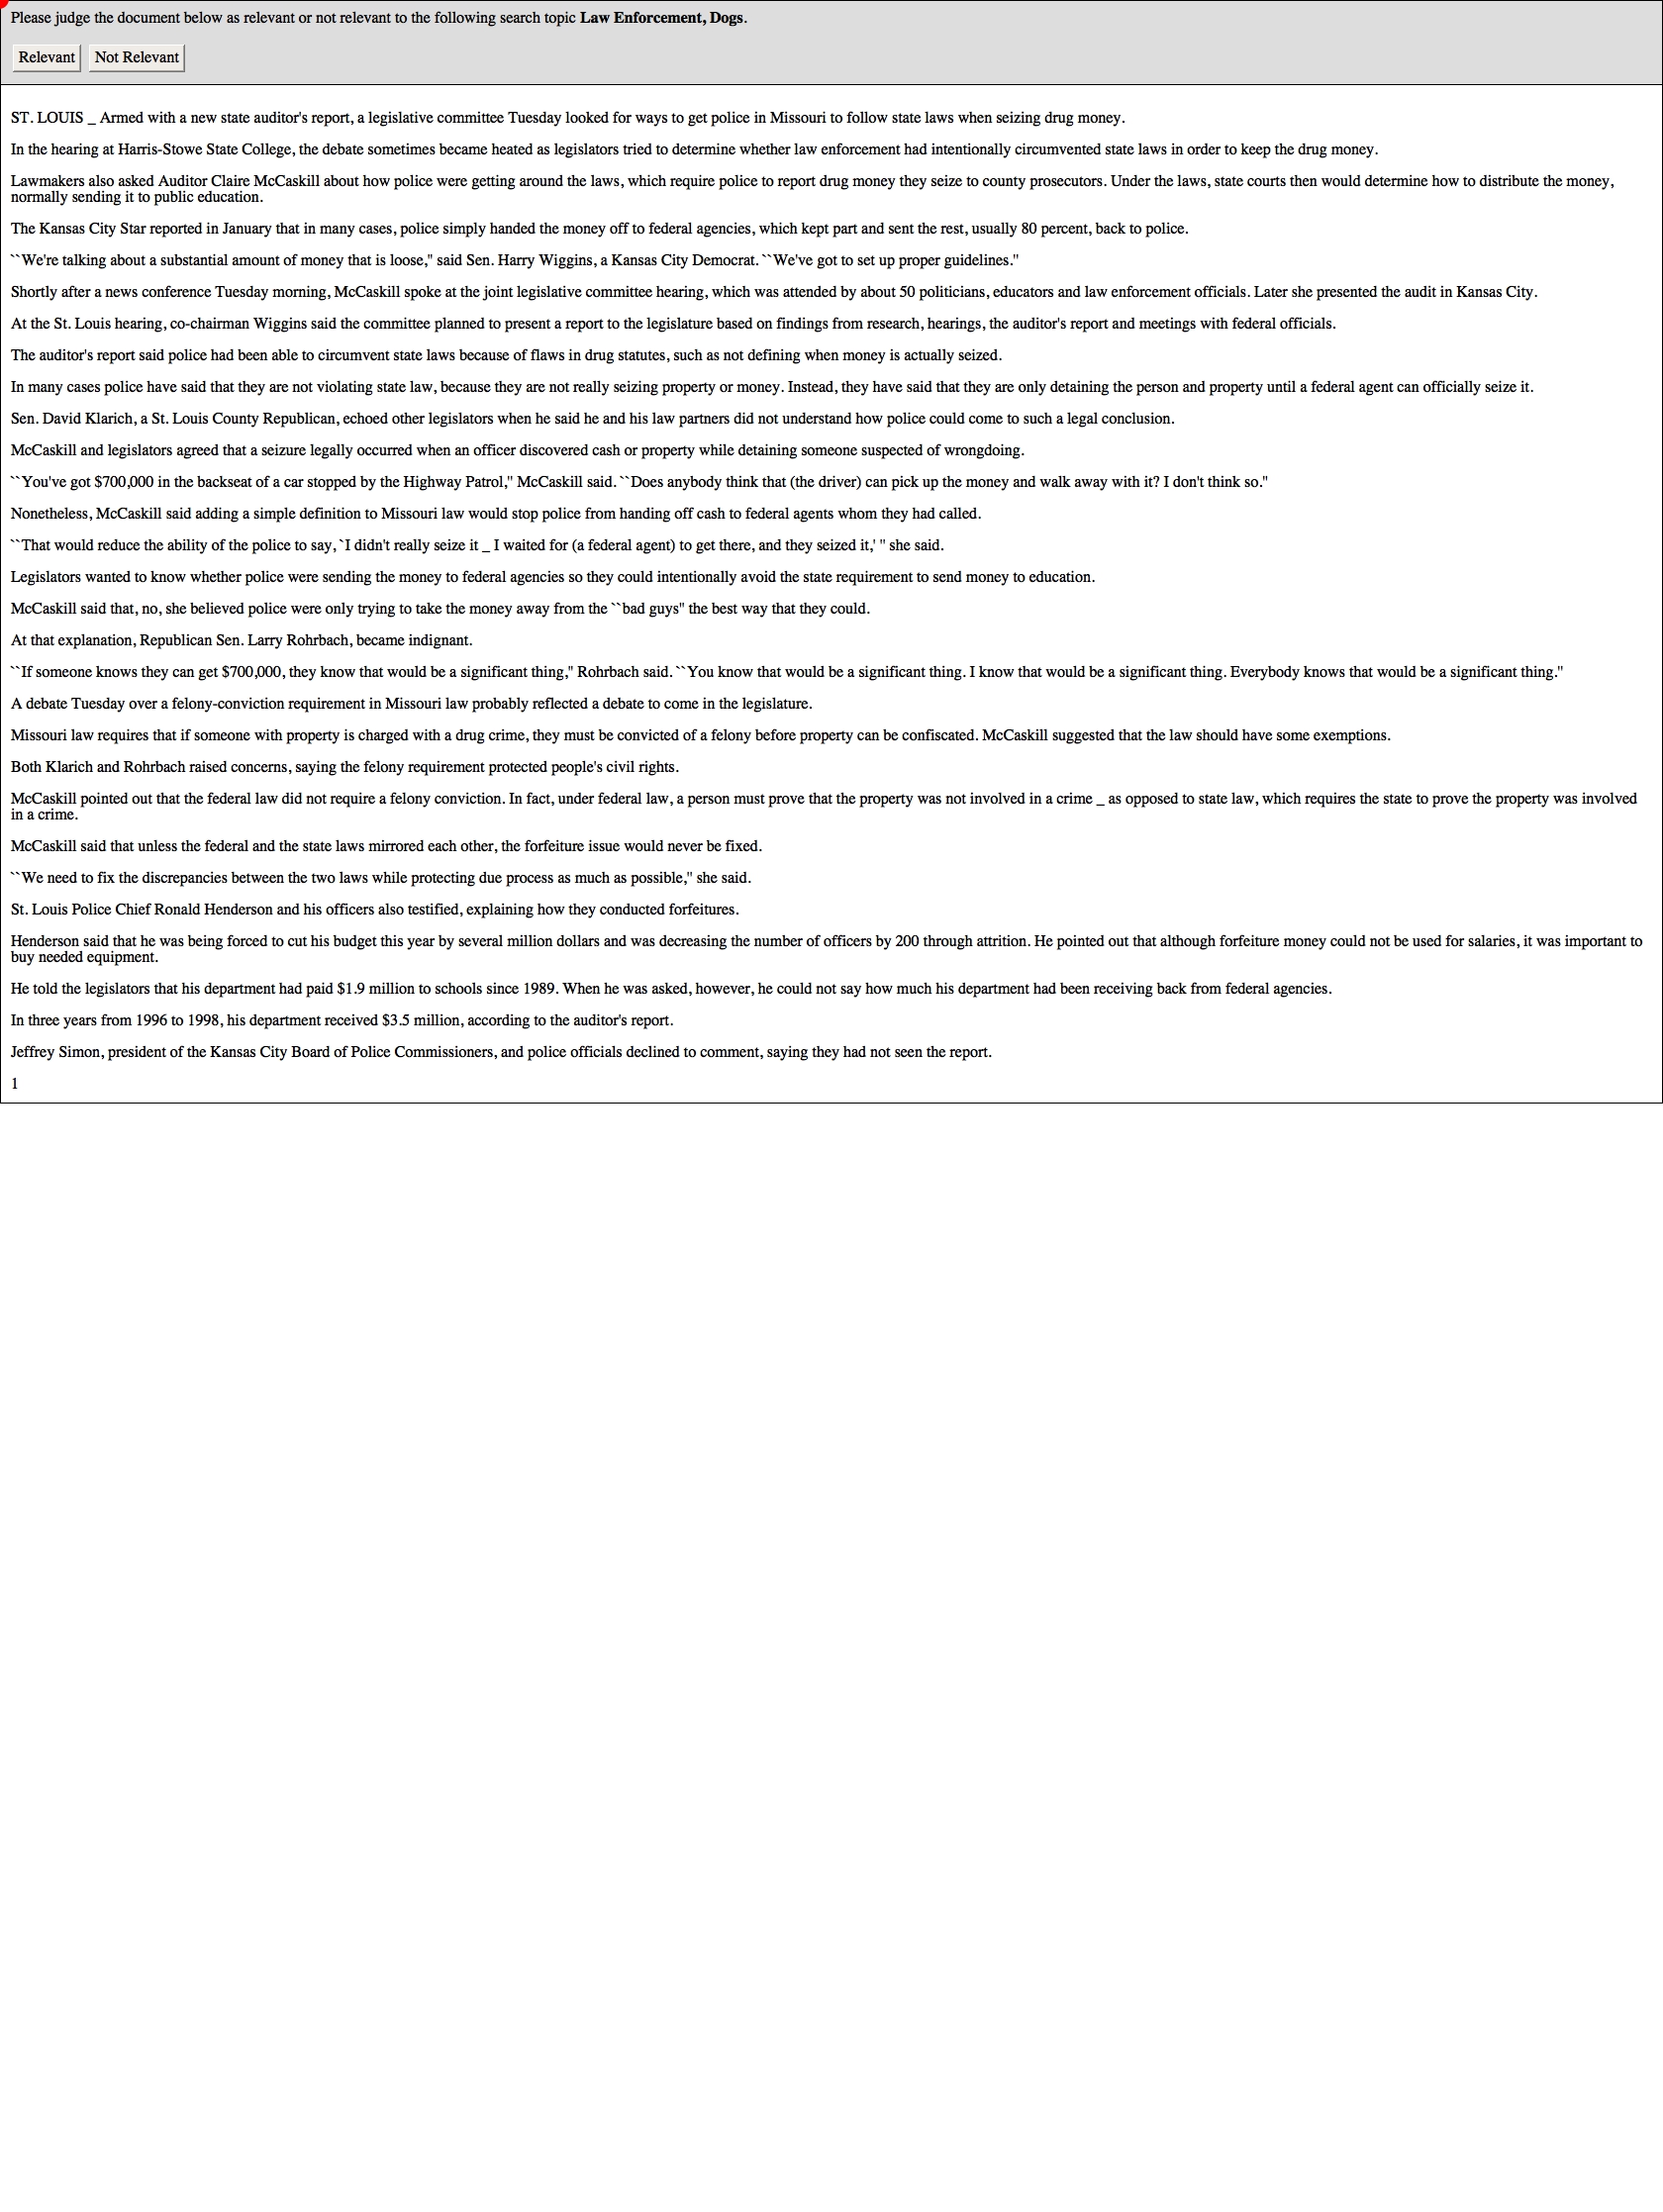 Please judge the document below as relevant or not relevant to the following search topic Law Enforcement, Dogs.
Relevant Not Relevant
ST. LOUIS _ Armed with a new state auditor's report, a legislative committee Tuesday looked for ways to get police in Missouri to follow state laws when seizing drug money.
In the hearing at Harris-Stowe State College, the debate sometimes became heated as legislators tried to determine whether law enforcement had intentionally circumvented state laws in order to keep the drug money.
Lawmakers also asked Auditor Claire McCaskill about how police were getting around the laws, which require police to report drug money they seize to county prosecutors. Under the laws, state courts then would determine how to distribute the money,
normally sending it to public education.
The Kansas City Star reported in January that in many cases, police simply handed the money off to federal agencies, which kept part and sent the rest, usually 80 percent, back to police.
``We're talking about a substantial amount of money that is loose,'' said Sen. Harry Wiggins, a Kansas City Democrat. ``We've got to set up proper guidelines.''
Shortly after a news conference Tuesday morning, McCaskill spoke at the joint legislative committee hearing, which was attended by about 50 politicians, educators and law enforcement officials. Later she presented the audit in Kansas City.
At the St. Louis hearing, co-chairman Wiggins said the committee planned to present a report to the legislature based on findings from research, hearings, the auditor's report and meetings with federal officials.
The auditor's report said police had been able to circumvent state laws because of flaws in drug statutes, such as not defining when money is actually seized.
In many cases police have said that they are not violating state law, because they are not really seizing property or money. Instead, they have said that they are only detaining the person and property until a federal agent can officially seize it.
Sen. David Klarich, a St. Louis County Republican, echoed other legislators when he said he and his law partners did not understand how police could come to such a legal conclusion.
McCaskill and legislators agreed that a seizure legally occurred when an officer discovered cash or property while detaining someone suspected of wrongdoing.
``You've got $700,000 in the backseat of a car stopped by the Highway Patrol,'' McCaskill said. ``Does anybody think that (the driver) can pick up the money and walk away with it? I don't think so.''
Nonetheless, McCaskill said adding a simple definition to Missouri law would stop police from handing off cash to federal agents whom they had called.
``That would reduce the ability of the police to say, `I didn't really seize it _ I waited for (a federal agent) to get there, and they seized it,' '' she said.
Legislators wanted to know whether police were sending the money to federal agencies so they could intentionally avoid the state requirement to send money to education.
McCaskill said that, no, she believed police were only trying to take the money away from the ``bad guys'' the best way that they could.
At that explanation, Republican Sen. Larry Rohrbach, became indignant.
``If someone knows they can get $700,000, they know that would be a significant thing,'' Rohrbach said. ``You know that would be a significant thing. I know that would be a significant thing. Everybody knows that would be a significant thing.''
A debate Tuesday over a felony-conviction requirement in Missouri law probably reflected a debate to come in the legislature.
Missouri law requires that if someone with property is charged with a drug crime, they must be convicted of a felony before property can be confiscated. McCaskill suggested that the law should have some exemptions.
Both Klarich and Rohrbach raised concerns, saying the felony requirement protected people's civil rights.
McCaskill pointed out that the federal law did not require a felony conviction. In fact, under federal law, a person must prove that the property was not involved in a crime _ as opposed to state law, which requires the state to prove the property was involved
in a crime.
McCaskill said that unless the federal and the state laws mirrored each other, the forfeiture issue would never be fixed.
``We need to fix the discrepancies between the two laws while protecting due process as much as possible,'' she said.
St. Louis Police Chief Ronald Henderson and his officers also testified, explaining how they conducted forfeitures.
Henderson said that he was being forced to cut his budget this year by several million dollars and was decreasing the number of officers by 200 through attrition. He pointed out that although forfeiture money could not be used for salaries, it was important to
buy needed equipment.
He told the legislators that his department had paid $1.9 million to schools since 1989. When he was asked, however, he could not say how much his department had been receiving back from federal agencies.
In three years from 1996 to 1998, his department received $3.5 million, according to the auditor's report.
Jeffrey Simon, president of the Kansas City Board of Police Commissioners, and police officials declined to comment, saying they had not seen the report.
1